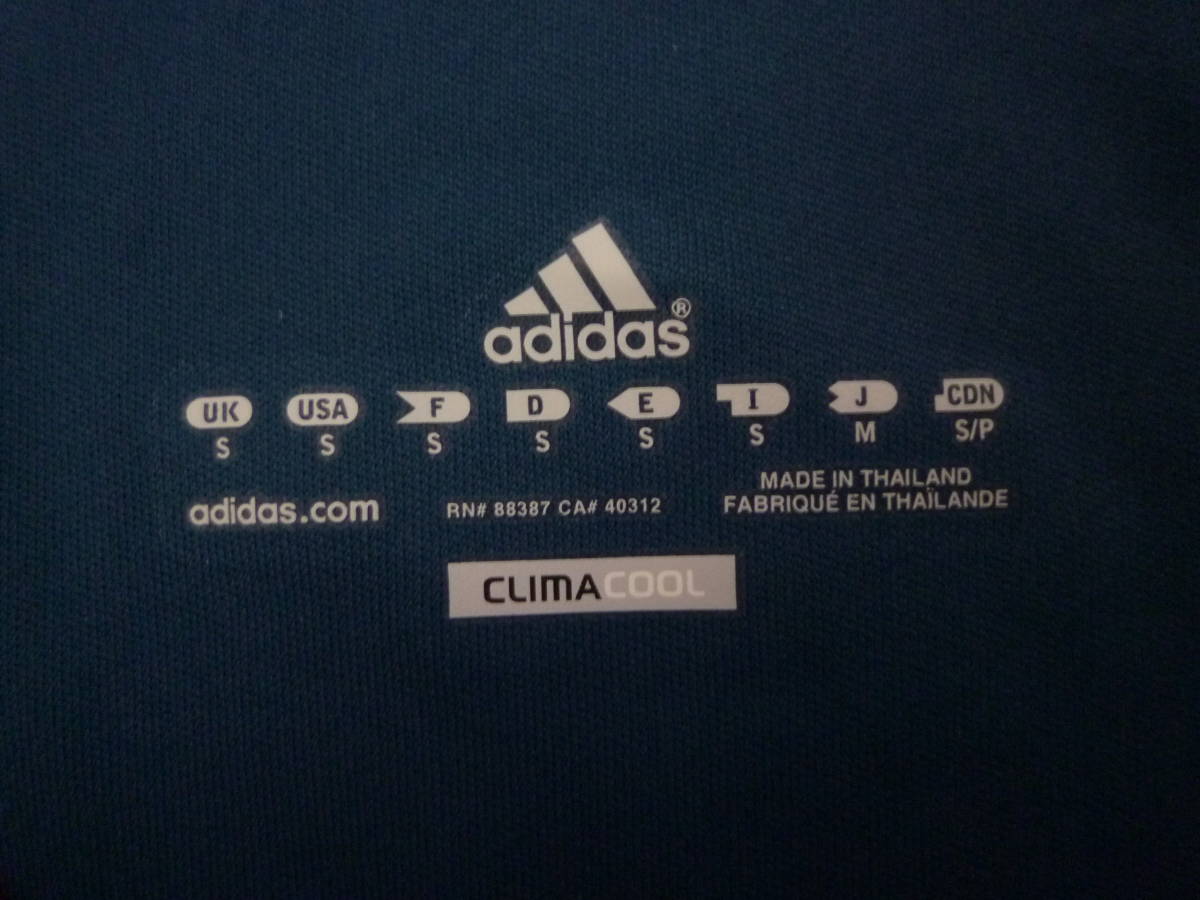 adidas®
UK USA F D E I J CDN
S S S S S S M S/P
adidas.com
RN# 88387 CA# 40312
MADE IN THAILAND
FABRIQUÉ EN THAÏLANDE
CLIMACOOL